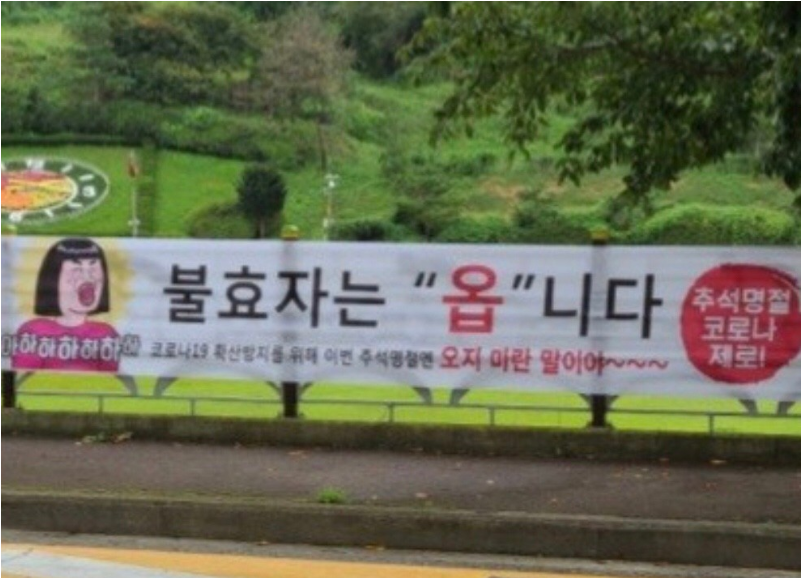 불효자는 “옵”니다
코로나19 확산방지를 위해 이번 추석명절엔 오지 마란 말이야~~~~
마하하하하하하
추석명절
코로나
제로!